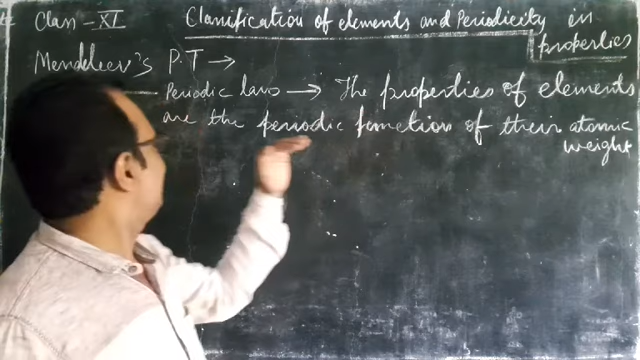 Class - XI
Classification of elements and Periodicity in
properties
Mendeleev's P.T →
Periodic law → The properties of elements
are the periodic function of their atomic
weight